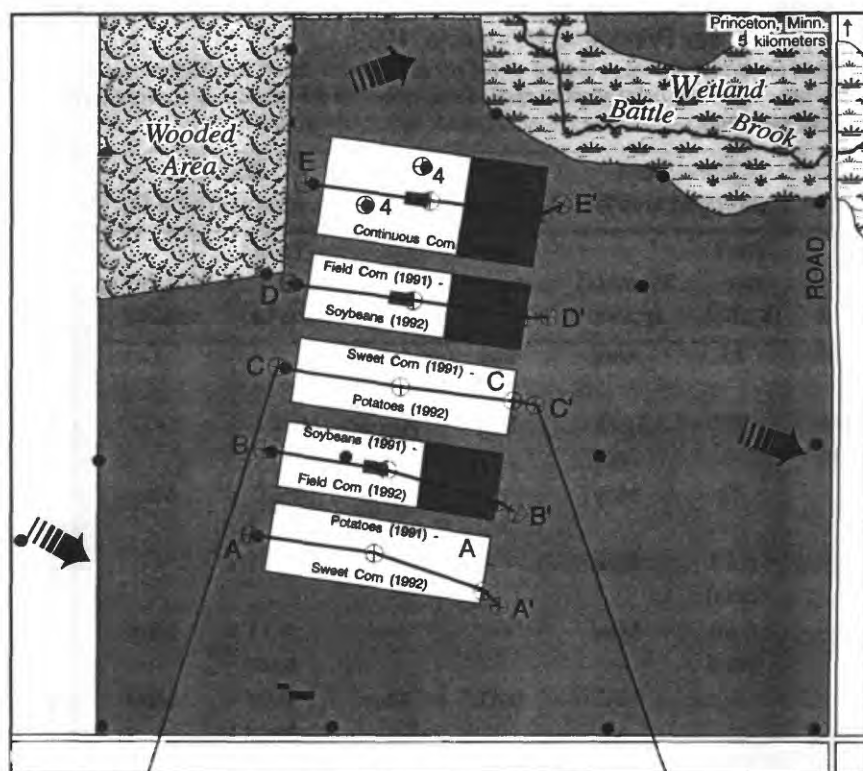 Princeton, Minn.
5 kilometers
Wetland
Battle
Brook
Wooded
Area
E
4
4
E'
Continuous Corn
ROAD
D
Field Corn (1991) -
Soybeans (1992)
D'
C
Sweet Corn (1991) -
Potatoes (1992)
C
C'
B
Soybeans (1991) -
Field Corn (1992)
B'
A
Potatoes (1991) -
Sweet Corn (1992)
A
A'